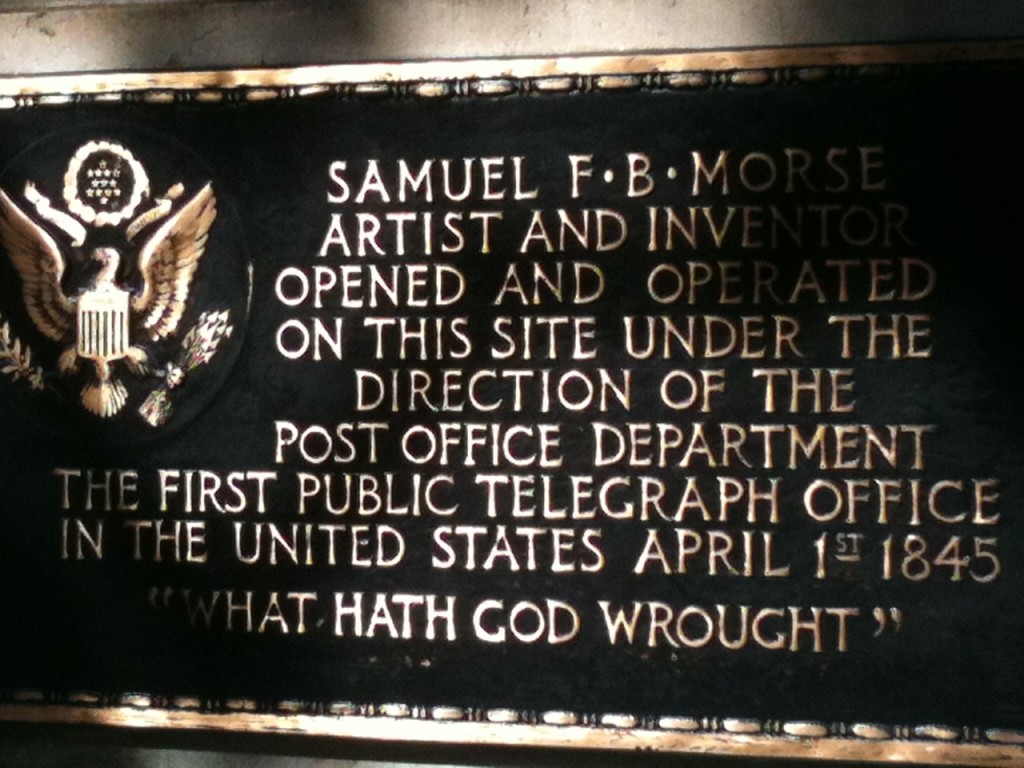 SAMUEL F·B·MORSE
ARTIST AND INVENTOR
OPENED AND OPERATED
ON THIS SITE UNDER THE
DIRECTION OF THE
POST OFFICE DEPARTMENT
THE FIRST PUBLIC TELEGRAPH OFFICE
IN THE UNITED STATES APRIL 1ST 1845
"WHAT HATH GOD WROUGHT"